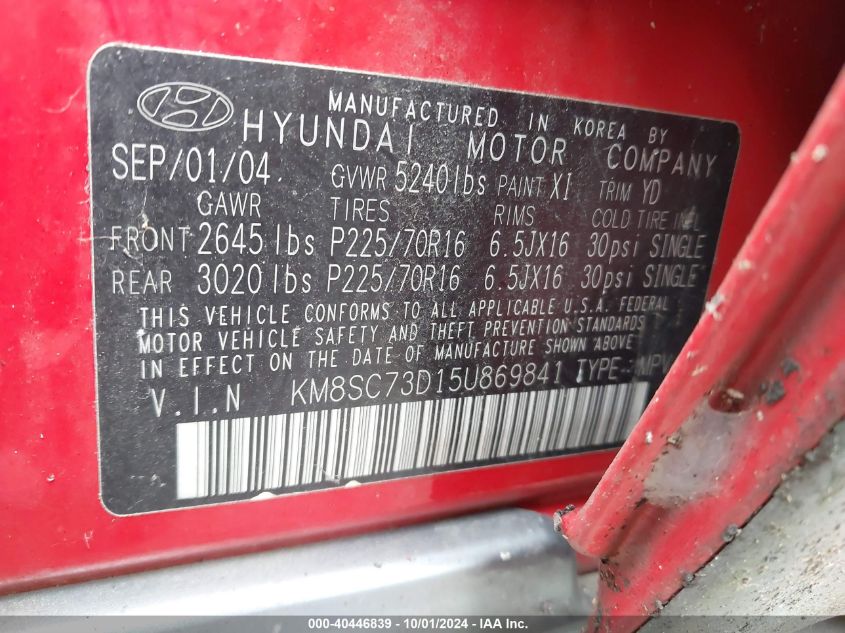 MANUFACTURED IN KOREA BY
HYUNDAI MOTOR COMPANY
SEP/01/04 GVWR 5240lbs PAINT XI TRIM YD
GAWR TIRES RIMS COLD TIRE INFL
FRONT 2645 lbs P225/70R16 6.5JX16 30psi SINGLE
REAR 3020 lbs P225/70R16 6.5JX16 30psi SINGLE
THIS VEHICLE CONFORMS TO ALL APPLICABLE U.S.A. FEDERAL
MOTOR VEHICLE SAFETY AND THEFT PREVENTION STANDARDS
IN EFFECT ON THE DATE OF MANUFACTURE SHOWN ABOVE
V.I.N KM8SC73D15U869841 TYPE: MPV
000-40446839 - 10/01/2024 - IAA Inc.